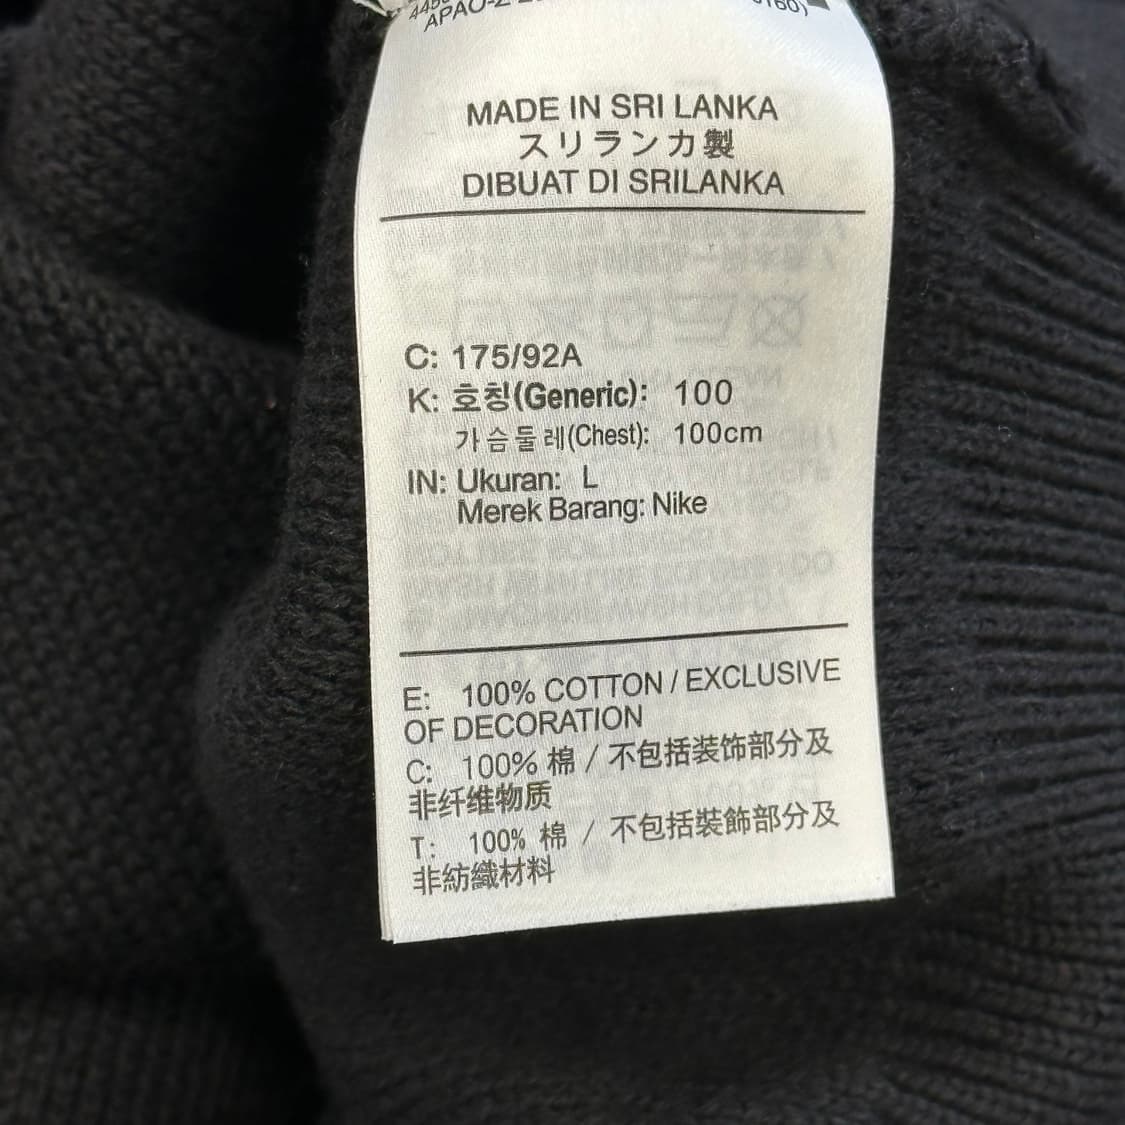 MADE IN SRI LANKA
スリランカ製
DIBUAT DI SRILANKA
C: 175/92A
K: 호칭(Generic): 100
가슴둘레(Chest): 100cm
IN: Ukuran: L
Merek Barang: Nike
E: 100% COTTON / EXCLUSIVE
OF DECORATION
C: 100% 棉 / 不包括装饰部分及
非纤维物质
T: 100% 棉 / 不包括裝飾部分及
非紡織材料